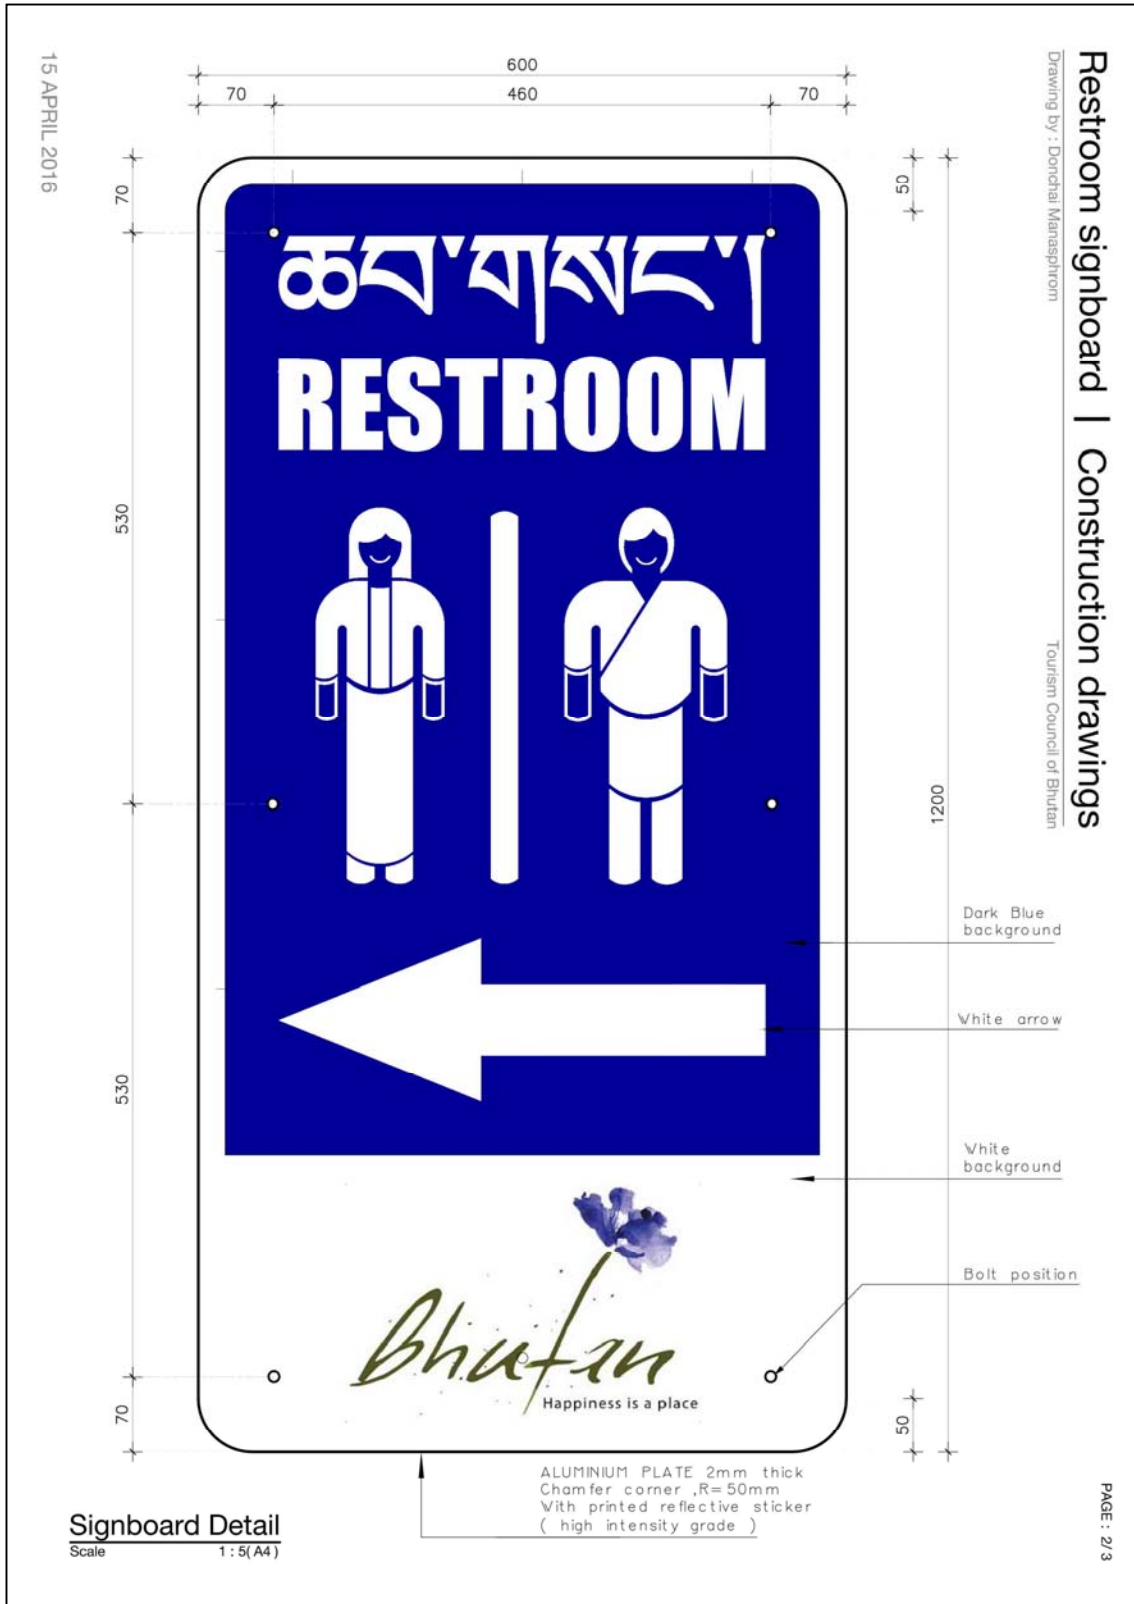 Restroom signboard | Construction drawings
Drawing by : Donchai Manasphrom
Tourism Council of Bhutan
15 APRIL 2016
600
70
460
70
70
50
ཆབ་གསང་།
RESTROOM
530
1200
Dark Blue
background
White arrow
530
White
background
Bolt position
Bhutan
Happiness is a place
70
50
ALUMINIUM PLATE 2mm thick
Chamfer corner ,R=50mm
With printed reflective sticker
( high intensity grade )
Signboard Detail
Scale 1 : 5( A4 )
PAGE : 2/3